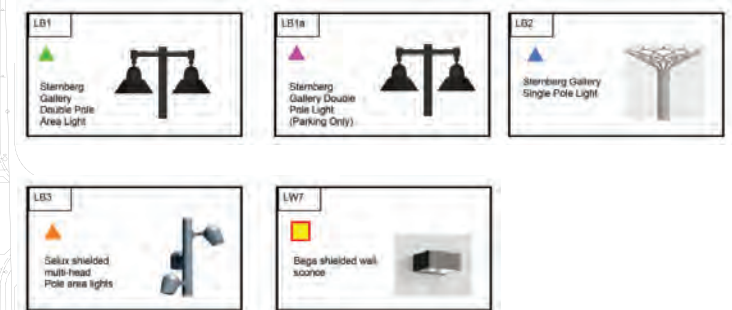 LB1
Sternberg
Gallery
Double Pole
Area Light
LB1a
Sternberg
Gallery Double
Pole Light
(Parking Only)
LB2
Sternberg Gallery
Single Pole Light
LB3
Selux shielded
multi-head
Pole area lights
LW7
Bega shielded wall
sconce